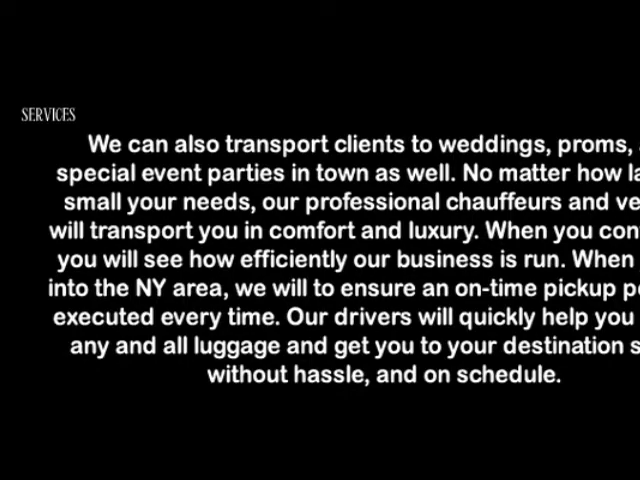 SERVICES
We can also transport clients to weddings, proms,
special event parties in town as well. No matter how
small your needs, our professional chauffeurs and
will transport you in comfort and luxury. When you
you will see how efficiently our business is run. When
into the NY area, we will to ensure an on-time pickup
executed every time. Our drivers will quickly help you
any and all luggage and get you to your destination
without hassle, and on schedule.